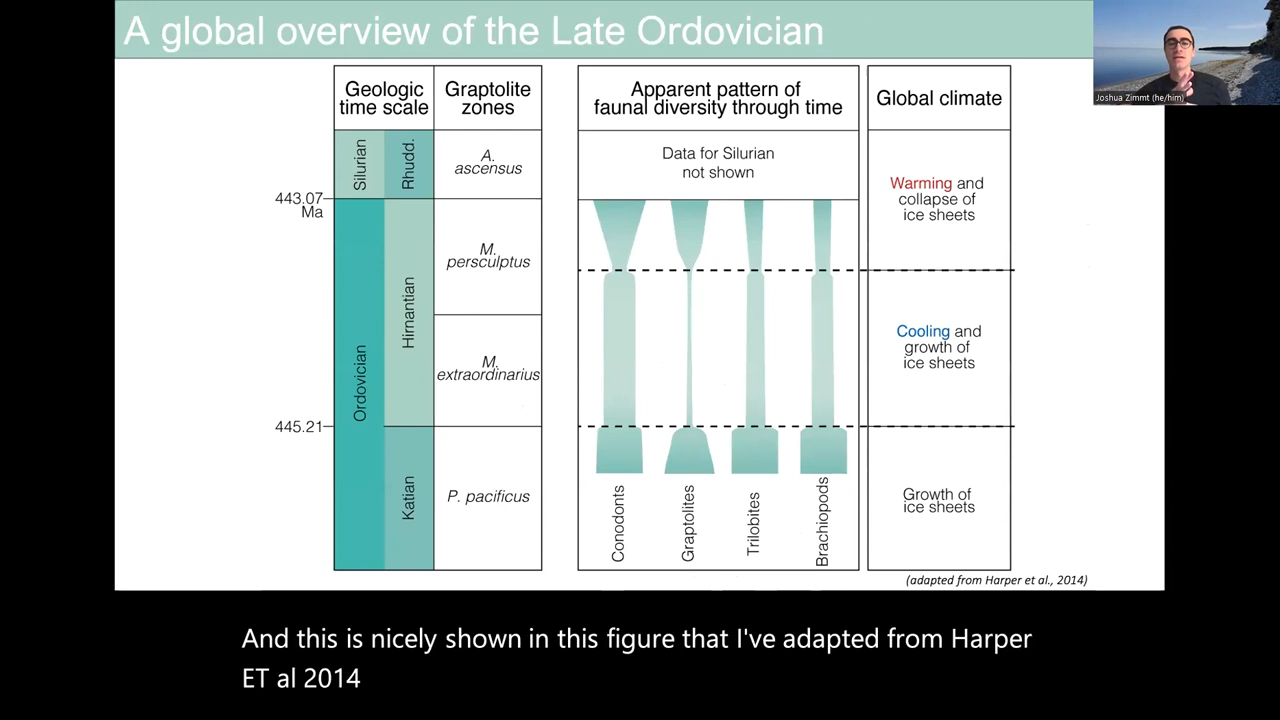 A global overview of the Late Ordovician
Joshua Zimmt (he/him)
Geologic
time scale
Graptolite
zones
Apparent pattern of
faunal diversity through time
Global climate
Silurian
Rhudd.
A.
ascensus
Data for Silurian
not shown
Warming and
collapse of
ice sheets
443.07
Ma
Ordovician
Hirnantian
M.
persculptus
M.
extraordinarius
Cooling and
growth of
ice sheets
445.21
Katian
P. pacificus
Conodonts
Graptolites
Trilobites
Brachiopods
Growth of
ice sheets
(adapted from Harper et al., 2014)
And this is nicely shown in this figure that I've adapted from Harper
ET al 2014